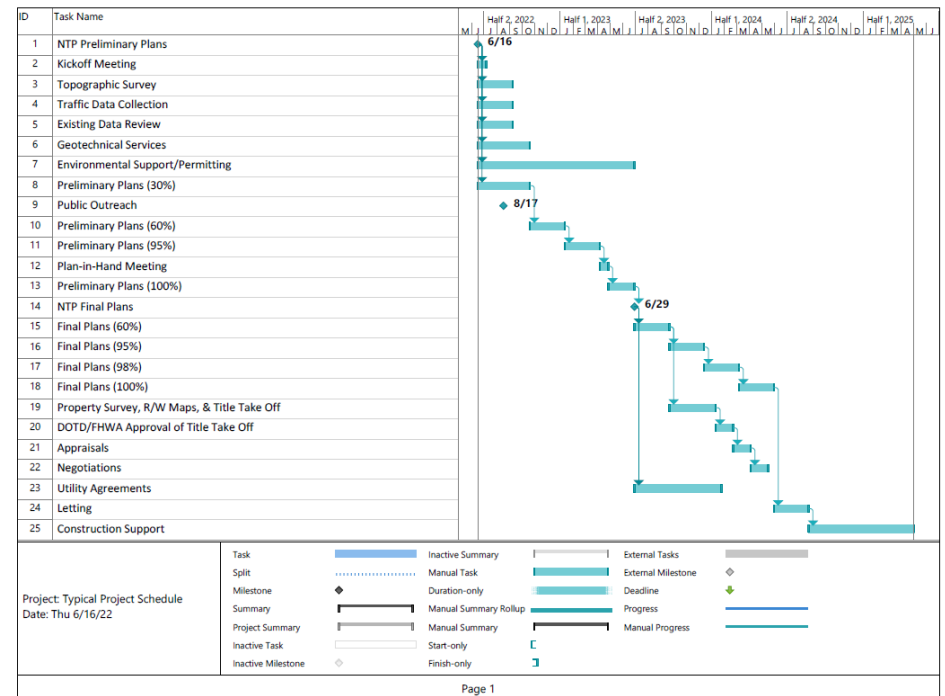 ID Task Name Half 2, 2022 Half 1, 2023 Half 2, 2023 Half 1, 2024 Half 2, 2024 Half 1, 2025
M J J A S O N D J F M A M J J A S O N D J F M A M J J A S O N D J F M A M J
1 NTP Preliminary Plans 6/16
2 Kickoff Meeting
3 Topographic Survey
4 Traffic Data Collection
5 Existing Data Review
6 Geotechnical Services
7 Environmental Support/Permitting
8 Preliminary Plans (30%)
9 Public Outreach 8/17
10 Preliminary Plans (60%)
11 Preliminary Plans (95%)
12 Plan-in-Hand Meeting
13 Preliminary Plans (100%)
14 NTP Final Plans 6/29
15 Final Plans (60%)
16 Final Plans (95%)
17 Final Plans (98%)
18 Final Plans (100%)
19 Property Survey, R/W Maps, & Title Take Off
20 DOTD/FHWA Approval of Title Take Off
21 Appraisals
22 Negotiations
23 Utility Agreements
24 Letting
25 Construction Support
Project: Typical Project Schedule
Date: Thu 6/16/22
Task Inactive Summary External Tasks
Split Manual Task External Milestone
Milestone Duration-only Deadline
Summary Manual Summary Rollup Progress
Project Summary Manual Summary Manual Progress
Inactive Task Start-only
Inactive Milestone Finish-only
Page 1